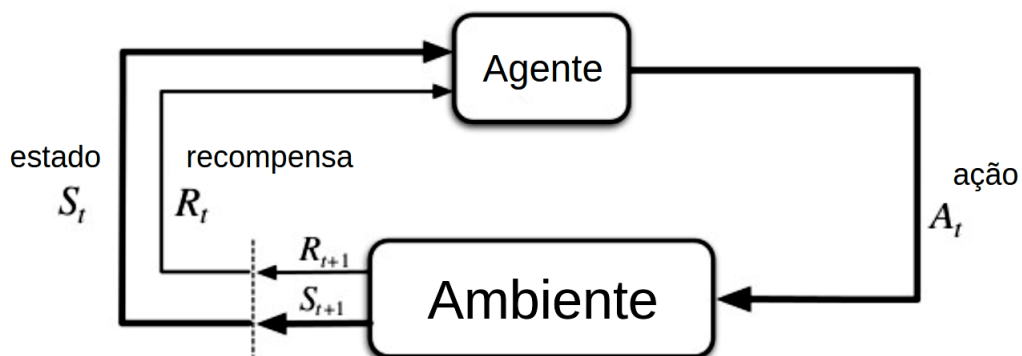 Agente
estado
recompensa
ação
S_t
R_t
A_t
R_{t+1}
S_{t+1}
Ambiente